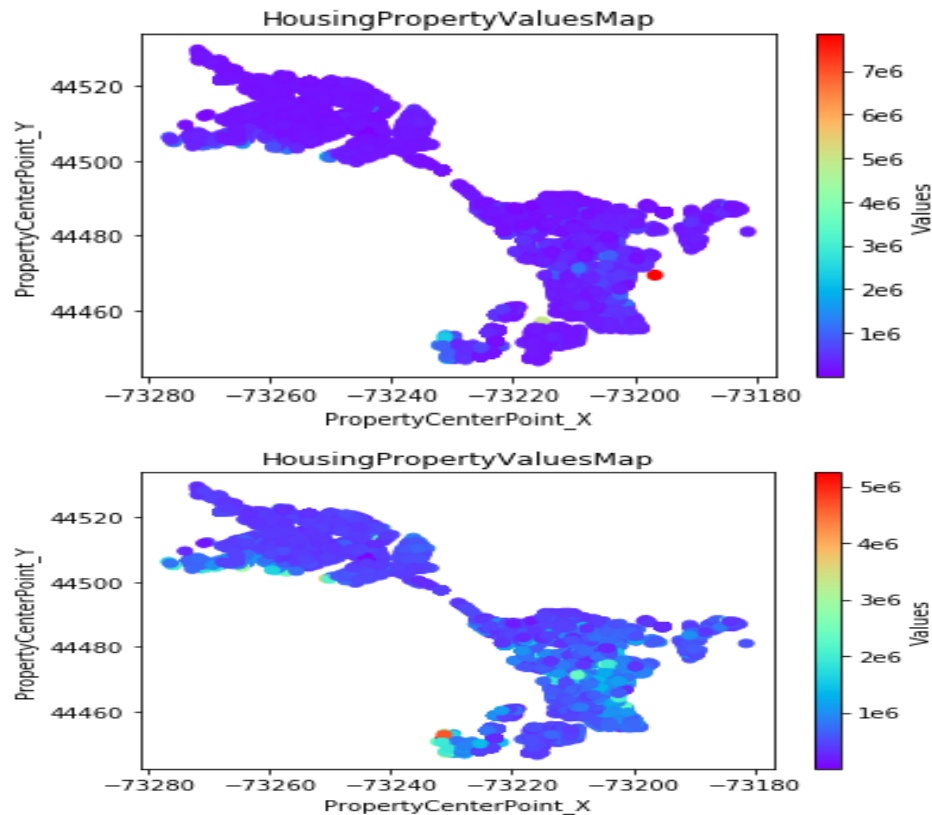 HousingPropertyValuesMap
PropertyCenterPoint_Y
44520
44500
44480
44460
−73280 −73260 −73240 −73220 −73200 −73180
PropertyCenterPoint_X
7e6
6e6
5e6
4e6
3e6
2e6
1e6
Values
HousingPropertyValuesMap
PropertyCenterPoint_Y
44520
44500
44480
44460
−73280 −73260 −73240 −73220 −73200 −73180
PropertyCenterPoint_X
5e6
4e6
3e6
2e6
1e6
Values